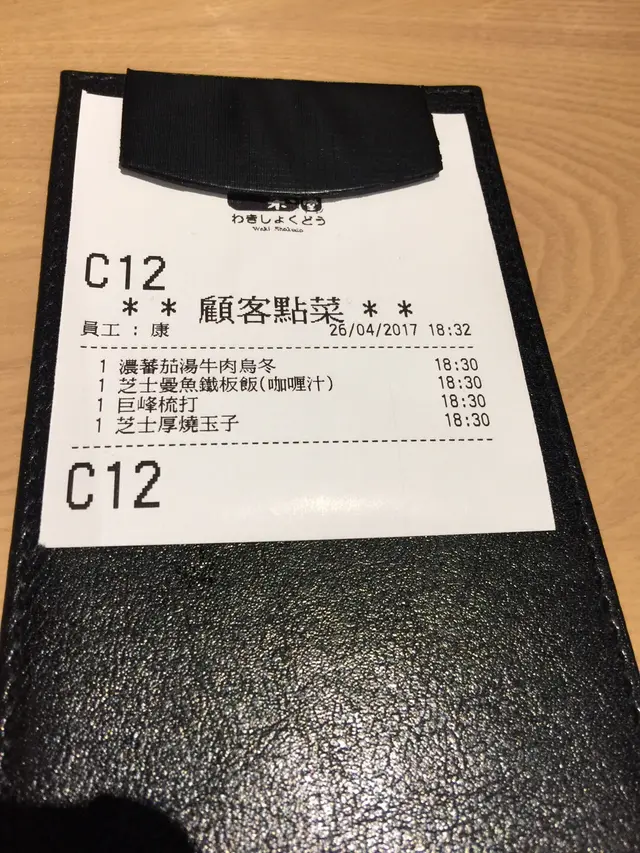 わきしょくどう
Waki Shokudo
C12
** 顧客點菜 **
員工 : 康 26/04/2017 18:32
1 濃蕃茄湯牛肉烏冬 18:30
1 芝士曼魚鐵板飯(咖喱汁) 18:30
1 巨峰梳打 18:30
1 芝士厚燒玉子 18:30
C12